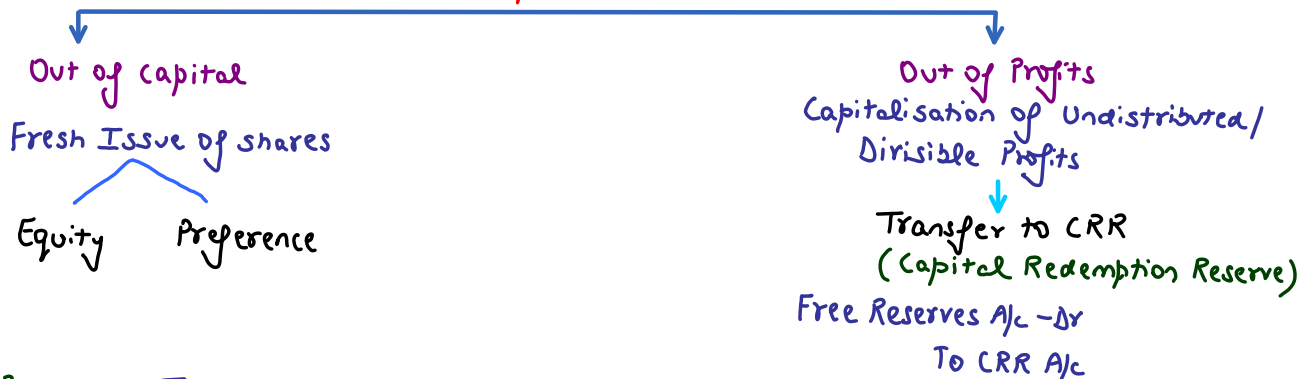 Out of capital
Fresh Issue of shares
Equity Preference
Out of Profits
Capitalisation of Undistributed/
Divisible Profits
Transfer to CRR
(Capital Redemption Reserve)
Free Reserves A/c -Dr
To CRR A/c